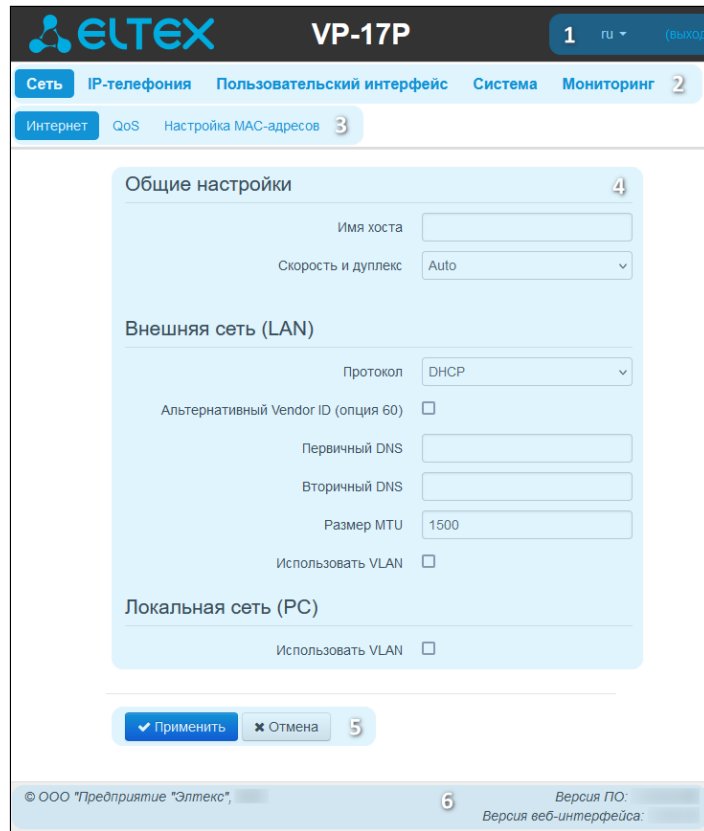 ELTEX VP-17P 1 ru (выход
Сеть IP-телефония Пользовательский интерфейс Система Мониторинг 2
Интернет QoS Настройка MAC-адресов 3
Общие настройки 4
Имя хоста
Скорость и дуплекс Auto
Внешняя сеть (LAN)
Протокол DHCP
Альтернативный Vendor ID (опция 60)
Первичный DNS
Вторичный DNS
Размер MTU 1500
Использовать VLAN
Локальная сеть (PC)
Использовать VLAN
Применить Отмена 5
© ООО "Предприятие "Элтекс", 6 Версия ПО:
Версия веб-интерфейса: